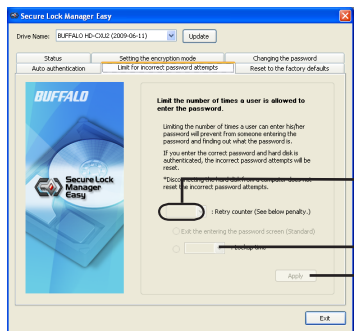 Secure Lock Manager Easy
Drive Name: BUFFALO HD-CXU2 (2009-06-11) Update
Status Setting the encryption mode Changing the password
Auto authentication Limit for incorrect password attempts Reset to the factory defaults
BUFFALO
Secure Lock
Manager
Easy
Limit the number of times a user is allowed to
enter the password.
Limiting the number of times a user can enter his/her
password will prevent from someone entering the
password and finding out what the password is.
If you enter the correct password and hard disk is
authenticated, the incorrect password attempts will be
reset.
*Disconnecting the hard disk from a computer does not
reset the incorrect password attempts.
: Retry counter (See below penalty.)
Exit the entering the password screen (Standard)
: Lockup time
Apply
Exit